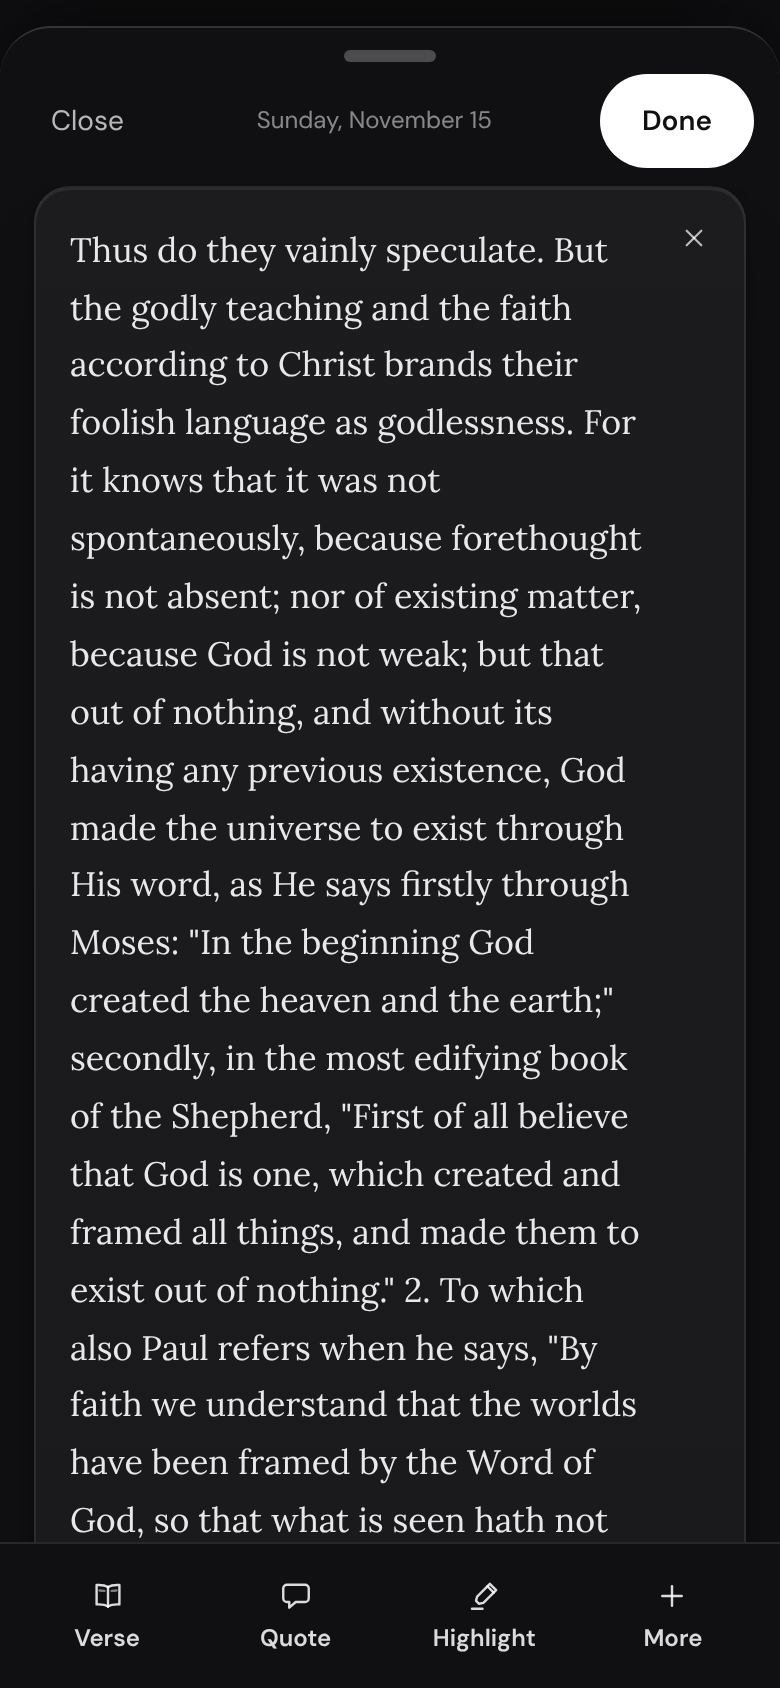 Close
Sunday, November 15
Done
Thus do they vainly speculate. But
the godly teaching and the faith
according to Christ brands their
foolish language as godlessness. For
it knows that it was not
spontaneously, because forethought
is not absent; nor of existing matter,
because God is not weak; but that
out of nothing, and without its
having any previous existence, God
made the universe to exist through
His word, as He says firstly through
Moses: "In the beginning God
created the heaven and the earth;"
secondly, in the most edifying book
of the Shepherd, "First of all believe
that God is one, which created and
framed all things, and made them to
exist out of nothing." 2. To which
also Paul refers when he says, "By
faith we understand that the worlds
have been framed by the Word of
God, so that what is seen hath not
Verse
Quote
Highlight
More